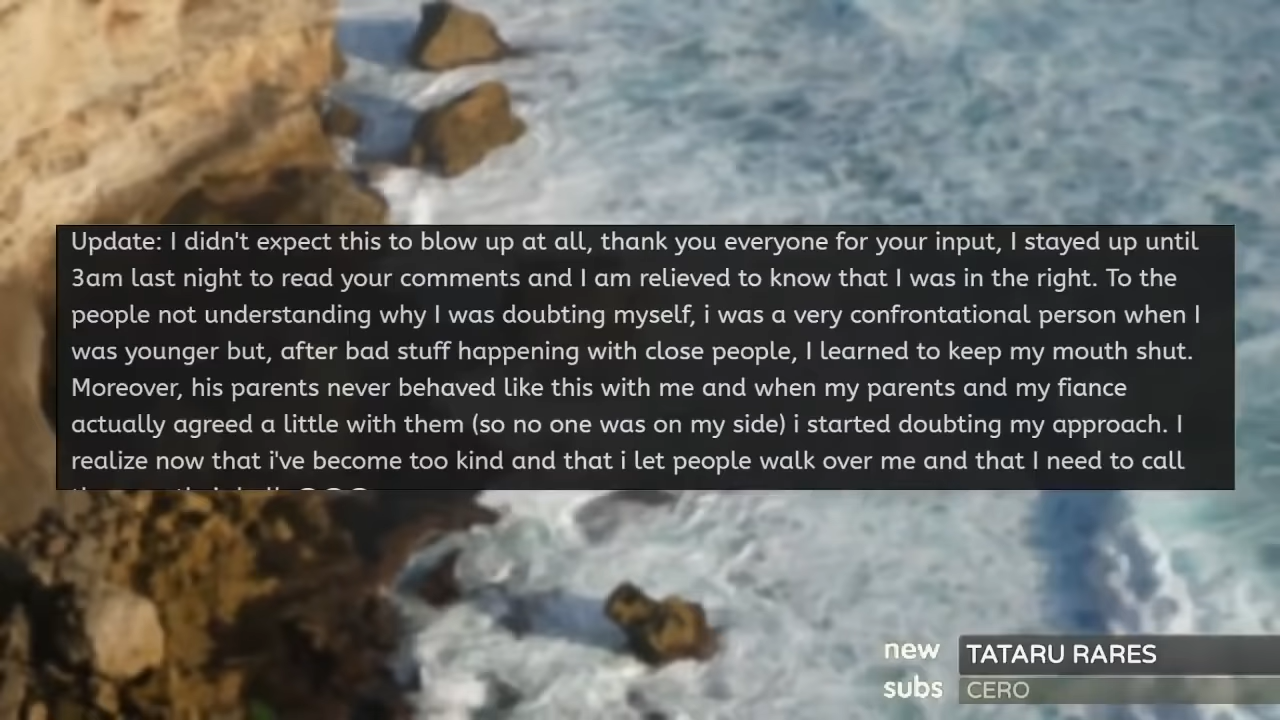 Update: I didn't expect this to blow up at all, thank you everyone for your input, I stayed up until
3am last night to read your comments and I am relieved to know that I was in the right. To the
people not understanding why I was doubting myself, i was a very confrontational person when I
was younger but, after bad stuff happening with close people, I learned to keep my mouth shut.
Moreover, his parents never behaved like this with me and when my parents and my fiance
actually agreed a little with them (so no one was on my side) i started doubting my approach. I
realize now that i've become too kind and that i let people walk over me and that I need to call
new TATARU RARES
subs CERO